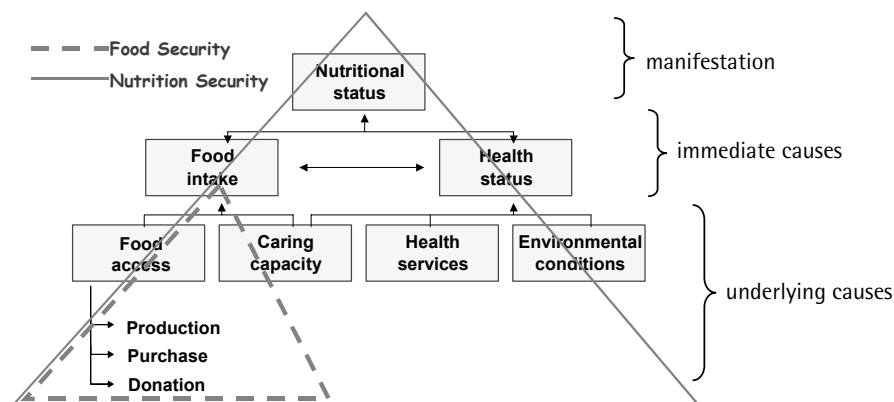 Food Security
Nutrition Security
Nutritional
status
manifestation
Food
intake
Health
status
immediate causes
Food
access
Caring
capacity
Health
services
Environmental
conditions
underlying causes
Production
Purchase
Donation